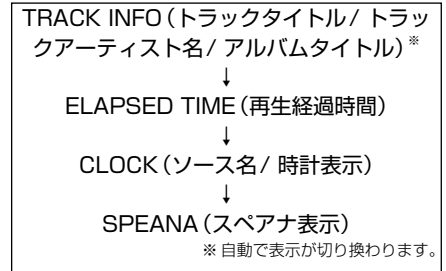 TRACK INFO（トラックタイトル/ トラッ
クアーティスト名/ アルバムタイトル）※
↓
ELAPSED TIME（再生経過時間）
↓
CLOCK（ソース名/ 時計表示）
↓
SPEANA（スペアナ表示）
※ 自動で表示が切り換わります。